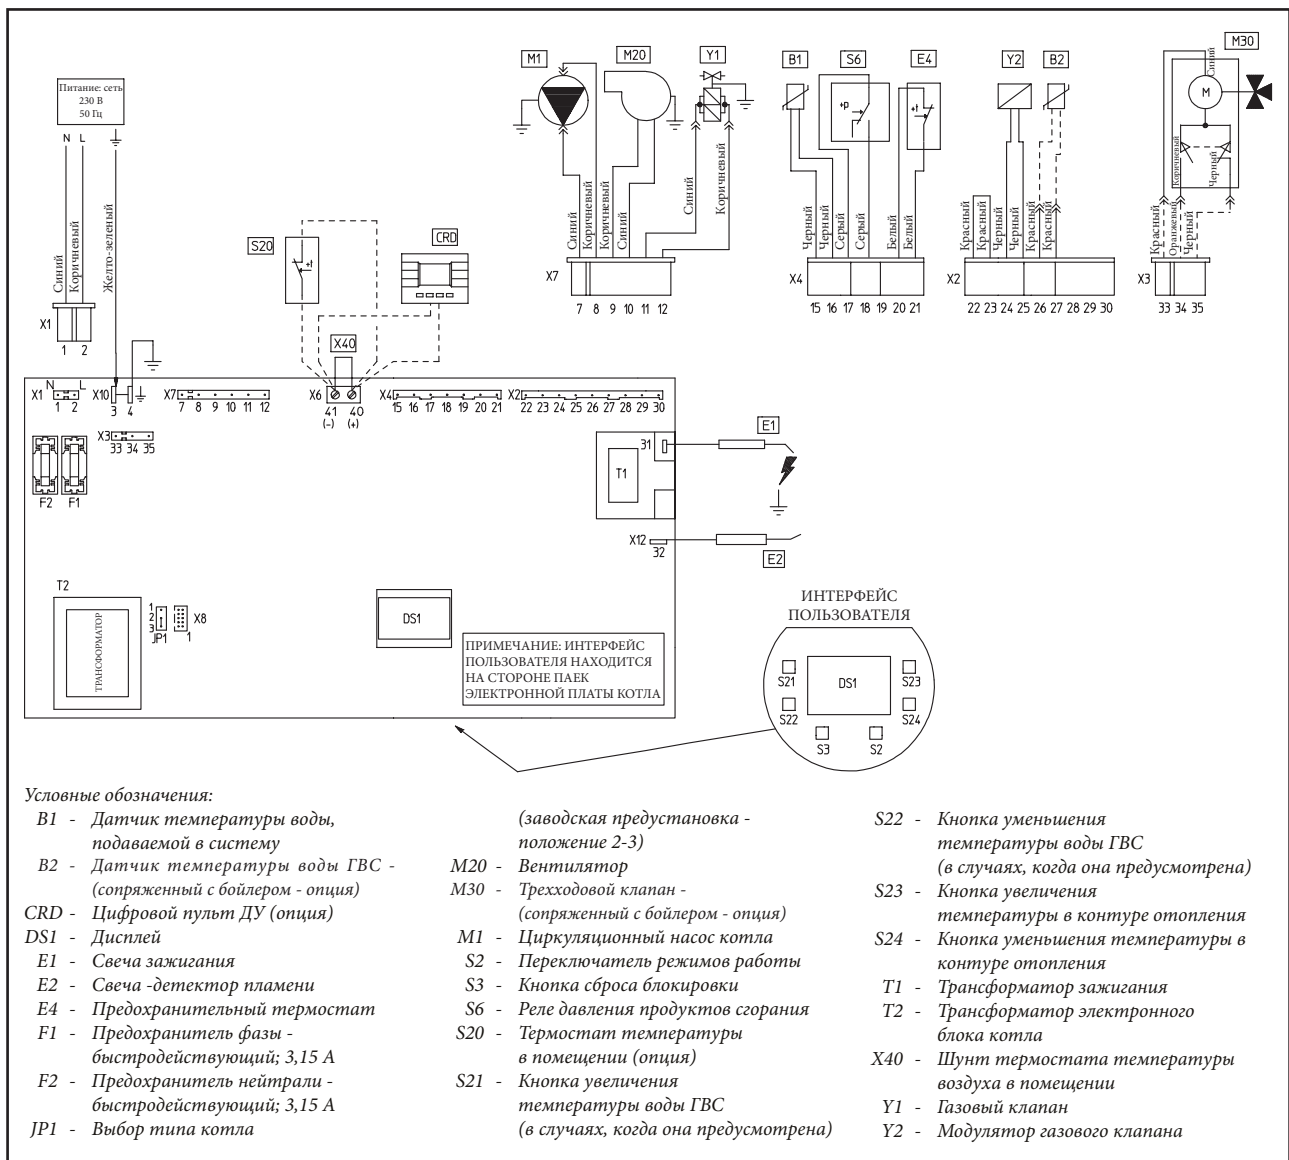 M1
M20
Y1
B1
S6
E4
Y2
B2
M30
Питание: сеть
230 В
50 Гц
N L
Синий
Коричневый
Желто-зеленый
X1
1 2
S20
+t
CRD
X40
Синий
Коричневый
Коричневый
Синий
Синий
Коричневый
X7
7 8 9 10 11 12
+p
+t
Черный
Черный
Серый
Серый
Белый
Белый
X4
15 16 17 18 19 20 21
Красный
Красный
Черный
Черный
Красный
Красный
X2
22 23 24 25 26 27 28 29 30
Синий
M
Коричневый
Черный
Красный
Оранжевый
Черный
X3
33 34 35
X1
N L
1 2
X10
3 4
X7
7 8 9 10 11 12
X6
41 40
(-) (+)
X4
15 16 17 18 19 20 21
X2
22 23 24 25 26 27 28 29 30
X3
33 34 35
F2 F1
31
T1
E1
X12
32
E2
T2
ТРАНСФОРМАТОР
1
2
3
JP1
X8
1
DS1
ПРИМЕЧАНИЕ: ИНТЕРФЕЙС
ПОЛЬЗОВАТЕЛЯ НАХОДИТСЯ
НА СТОРОНЕ ПАЕК
ЭЛЕКТРОННОЙ ПЛАТЫ КОТЛА
ИНТЕРФЕЙС
ПОЛЬЗОВАТЕЛЯ
S21
DS1
S23
S22
S24
S3
S2
Условные обозначения:
B1 - Датчик температуры воды,
подаваемой в систему
B2 - Датчик температуры воды ГВС -
(сопряженный с бойлером - опция)
CRD - Цифровой пульт ДУ (опция)
DS1 - Дисплей
E1 - Свеча зажигания
E2 - Свеча -детектор пламени
E4 - Предохранительный термостат
F1 - Предохранитель фазы -
быстродействующий; 3,15 А
F2 - Предохранитель нейтрали -
быстродействующий; 3,15 А
JP1 - Выбор типа котла
(заводская предустановка -
положение 2-3)
M20 - Вентилятор
M30 - Трехходовой клапан -
(сопряженный с бойлером - опция)
M1 - Циркуляционный насос котла
S2 - Переключатель режимов работы
S3 - Кнопка сброса блокировки
S6 - Реле давления продуктов сгорания
S20 - Термостат температуры
в помещении (опция)
S21 - Кнопка увеличения
температуры воды ГВС
(в случаях, когда она предусмотрена)
S22 - Кнопка уменьшения
температуры воды ГВС
(в случаях, когда она предусмотрена)
S23 - Кнопка увеличения
температуры в контуре отопления
S24 - Кнопка уменьшения температуры в
контуре отопления
T1 - Трансформатор зажигания
T2 - Трансформатор электронного
блока котла
X40 - Шунт термостата температуры
воздуха в помещении
Y1 - Газовый клапан
Y2 - Модулятор газового клапана